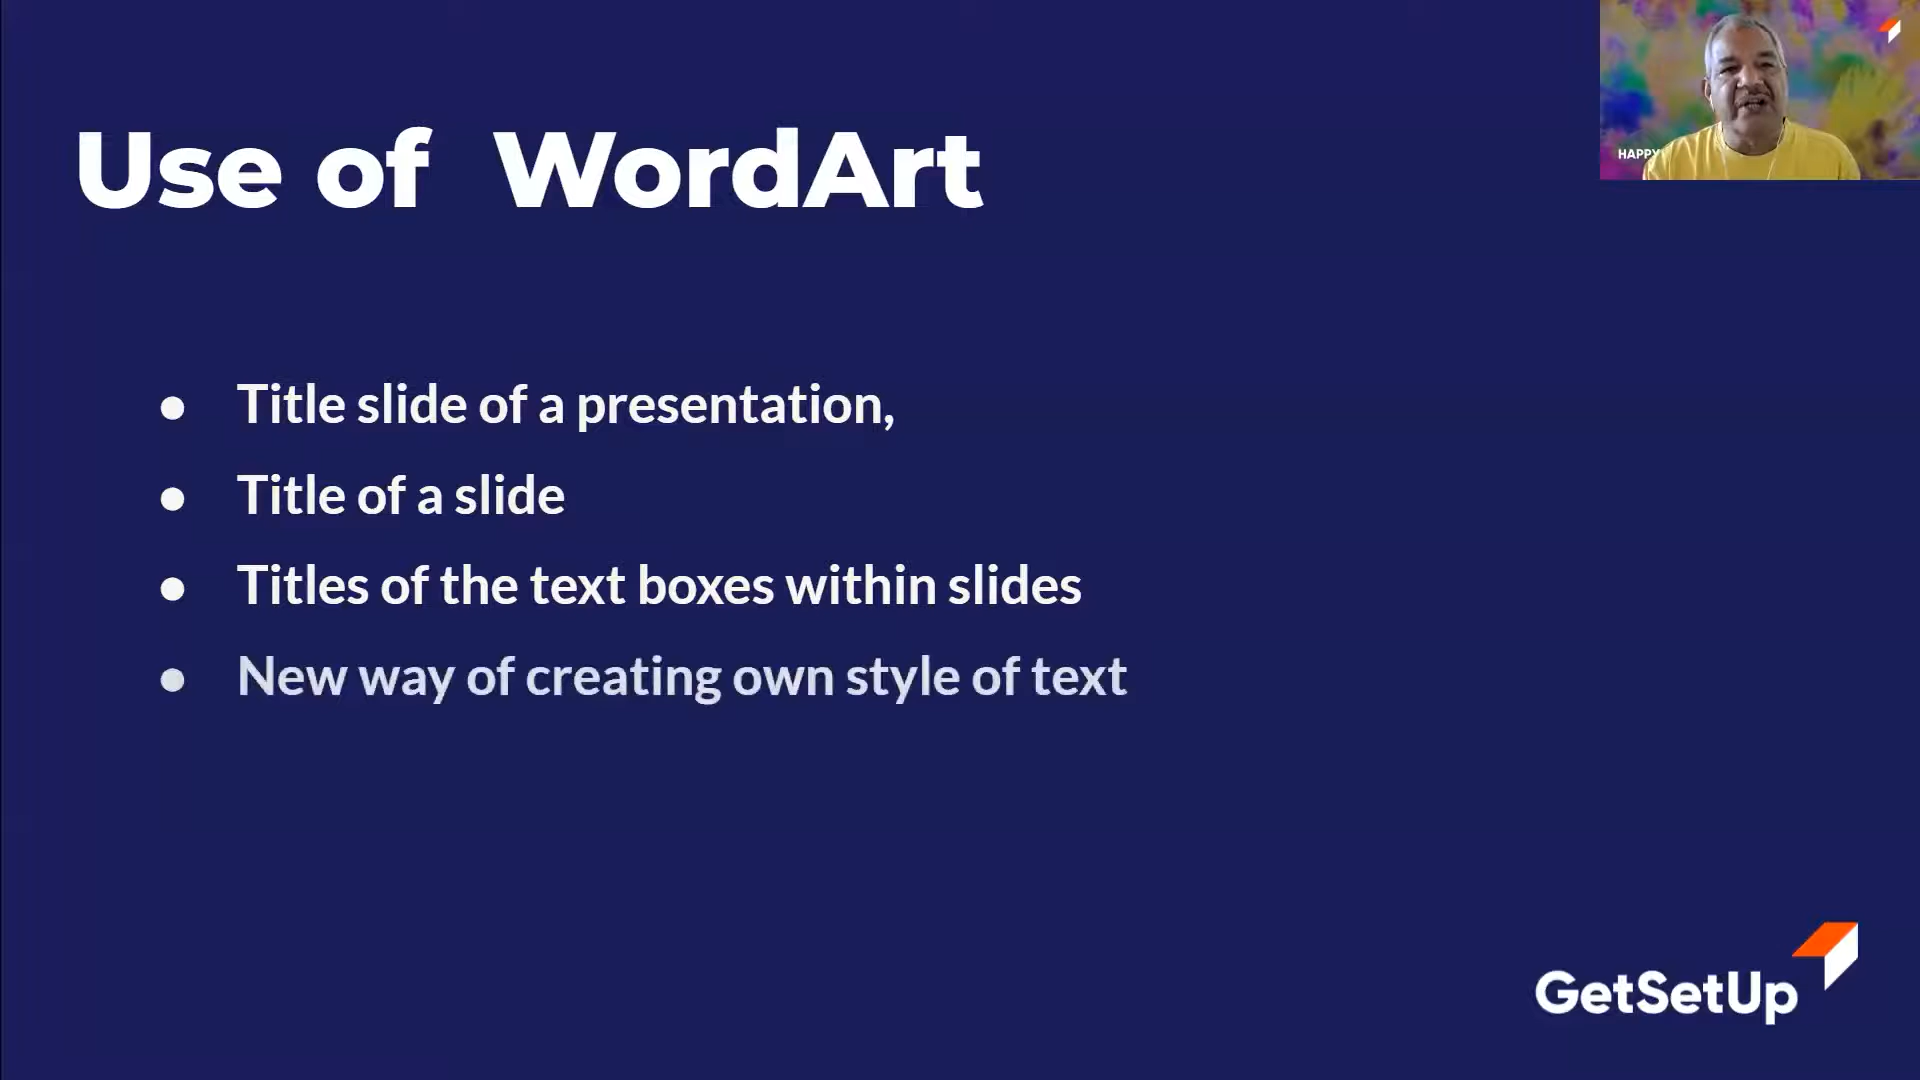 Use of  WordArt
HAPPY
● Title slide of a presentation,
● Title of a slide
● Titles of the text boxes within slides
● New way of creating own style of text
GetSetUp